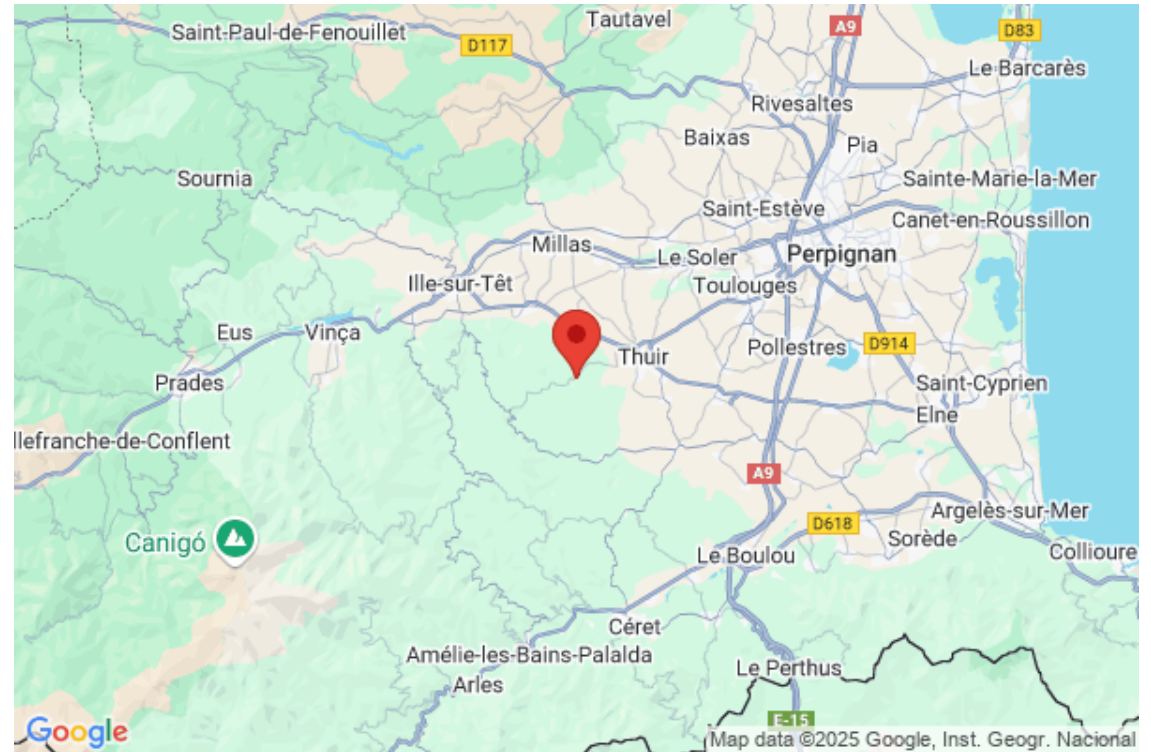 Tautavel
Saint-Paul-de-Fenouillet
A9
D83
D117
Le Barcarès
Rivesaltes
Baixas
Pia
Sournia
Sainte-Marie-la-Mer
Saint-Estève
Canet-en-Roussillon
Millas
Le Soler
Perpignan
Ille-sur-Têt
Toulouges
Eus
Vinça
Thuir
Pollestres
D914
Prades
Saint-Cyprien
Elne
llefranche-de-Conflent
A9
Argelès-sur-Mer
D618
Canigó
Sorède
Le Boulou
Collioure
Céret
Amélie-les-Bains-Palalda
Le Perthus
Arles
E-15
Google
Map data ©2025 Google, Inst. Geogr. Nacional